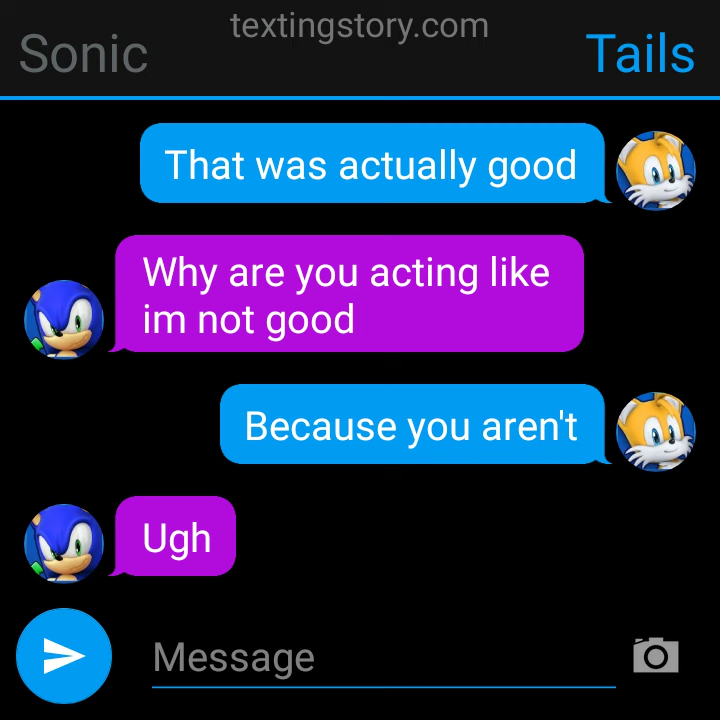 textingstory.com
Sonic
Tails
That was actually good
Why are you acting like
im not good
Because you aren't
Ugh
Message